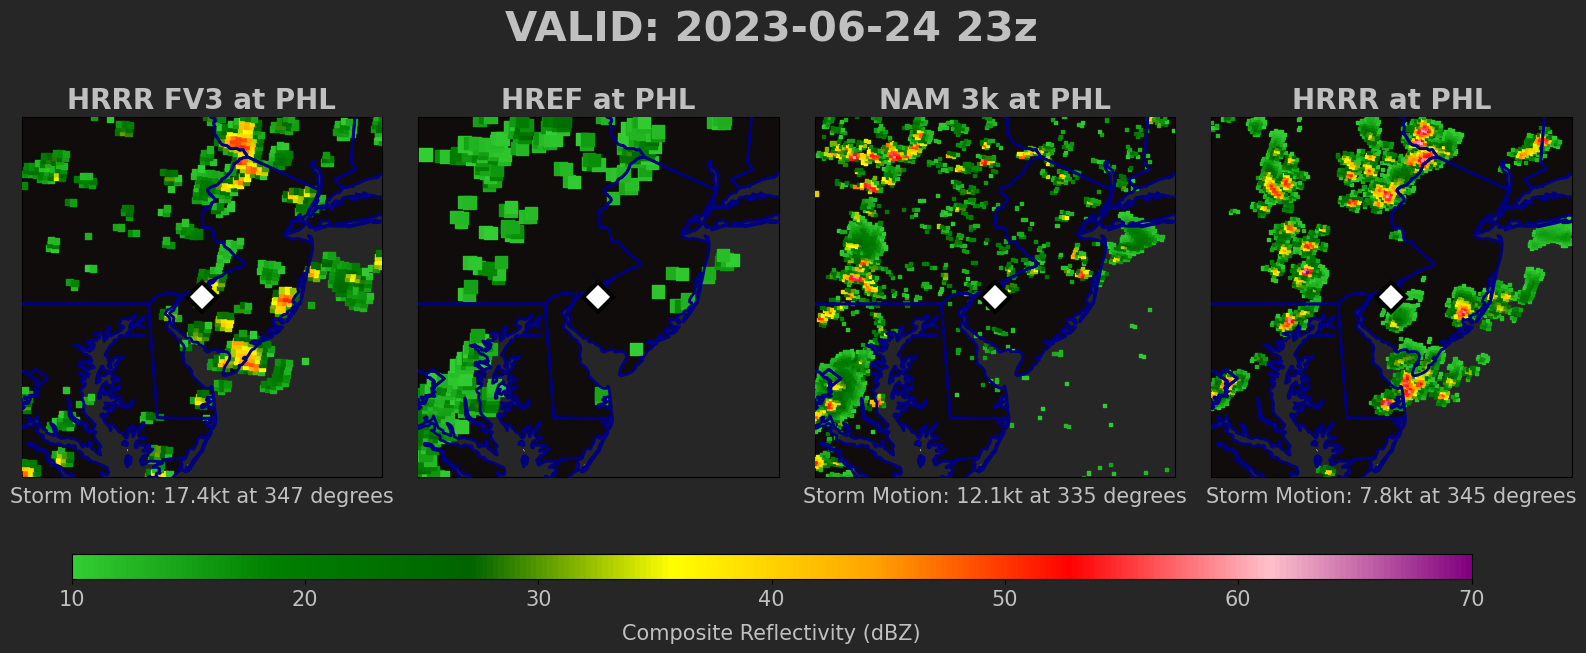 VALID: 2023-06-24 23z
HRRR FV3 at PHL
HREF at PHL
NAM 3k at PHL
HRRR at PHL
Storm Motion: 17.4kt at 347 degrees
Storm Motion: 12.1kt at 335 degrees
Storm Motion: 7.8kt at 345 degrees
10 20 30 40 50 60 70
Composite Reflectivity (dBZ)